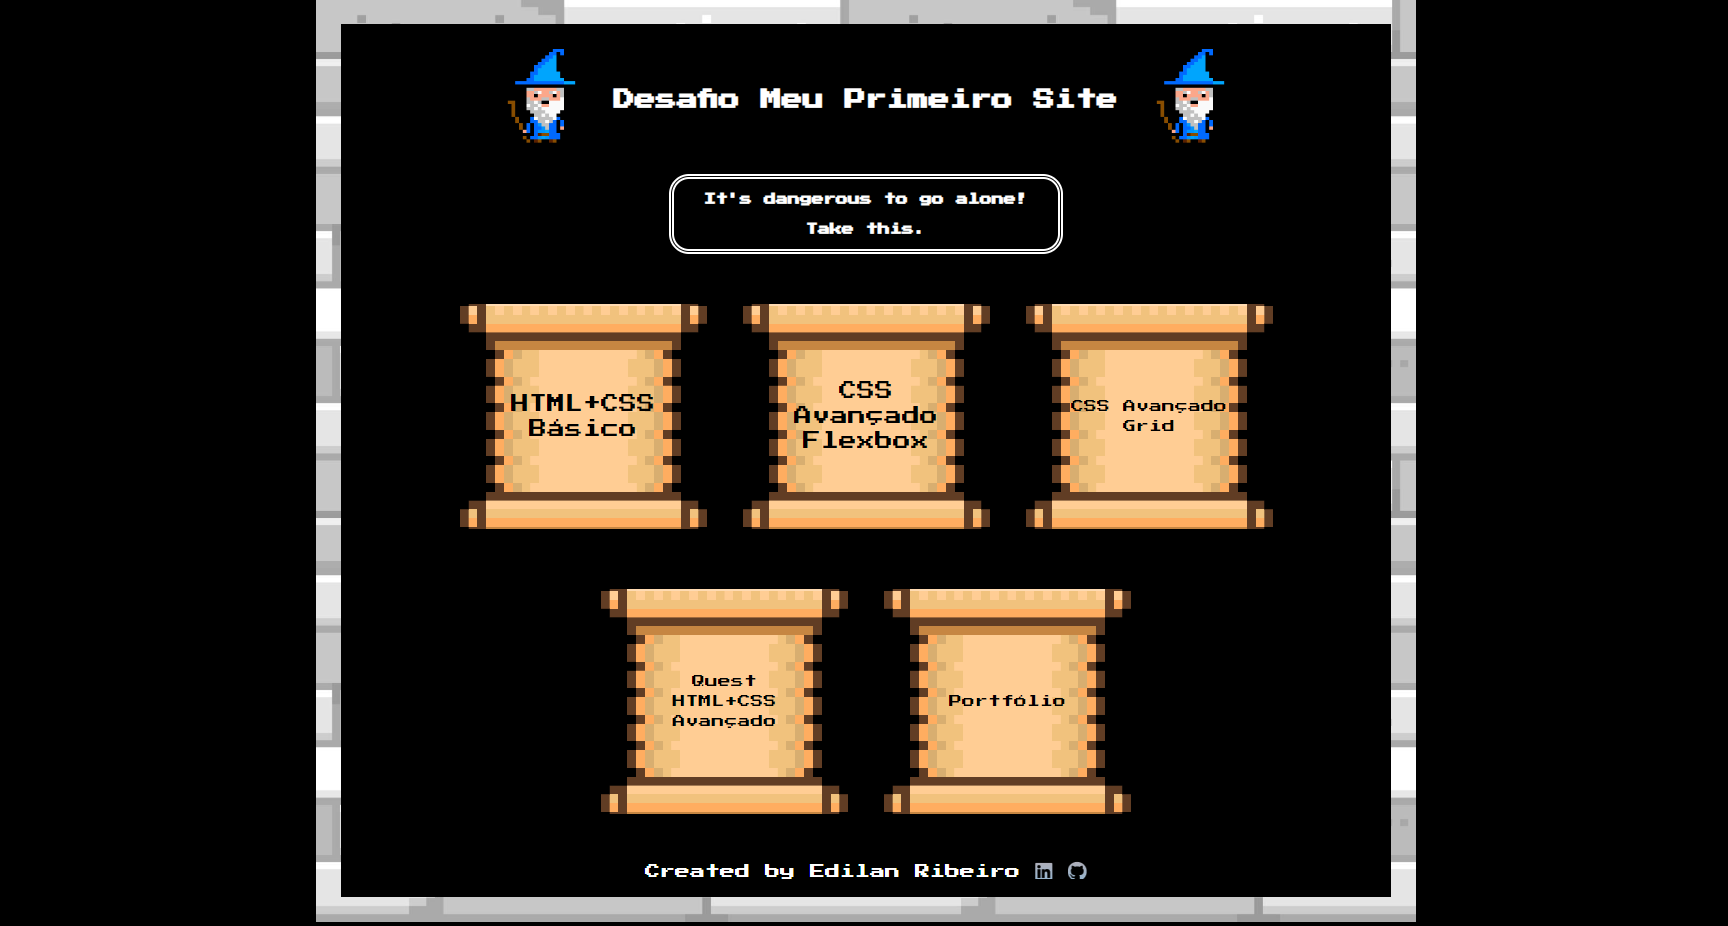 Desafio Meu Primeiro Site
It's dangerous to go alone!
Take this.
HTML+CSS
Básico
CSS
Avançado
Flexbox
CSS Avançado
Grid
Quest
HTML+CSS
Avançado
Portfólio
Created by Edilan Ribeiro